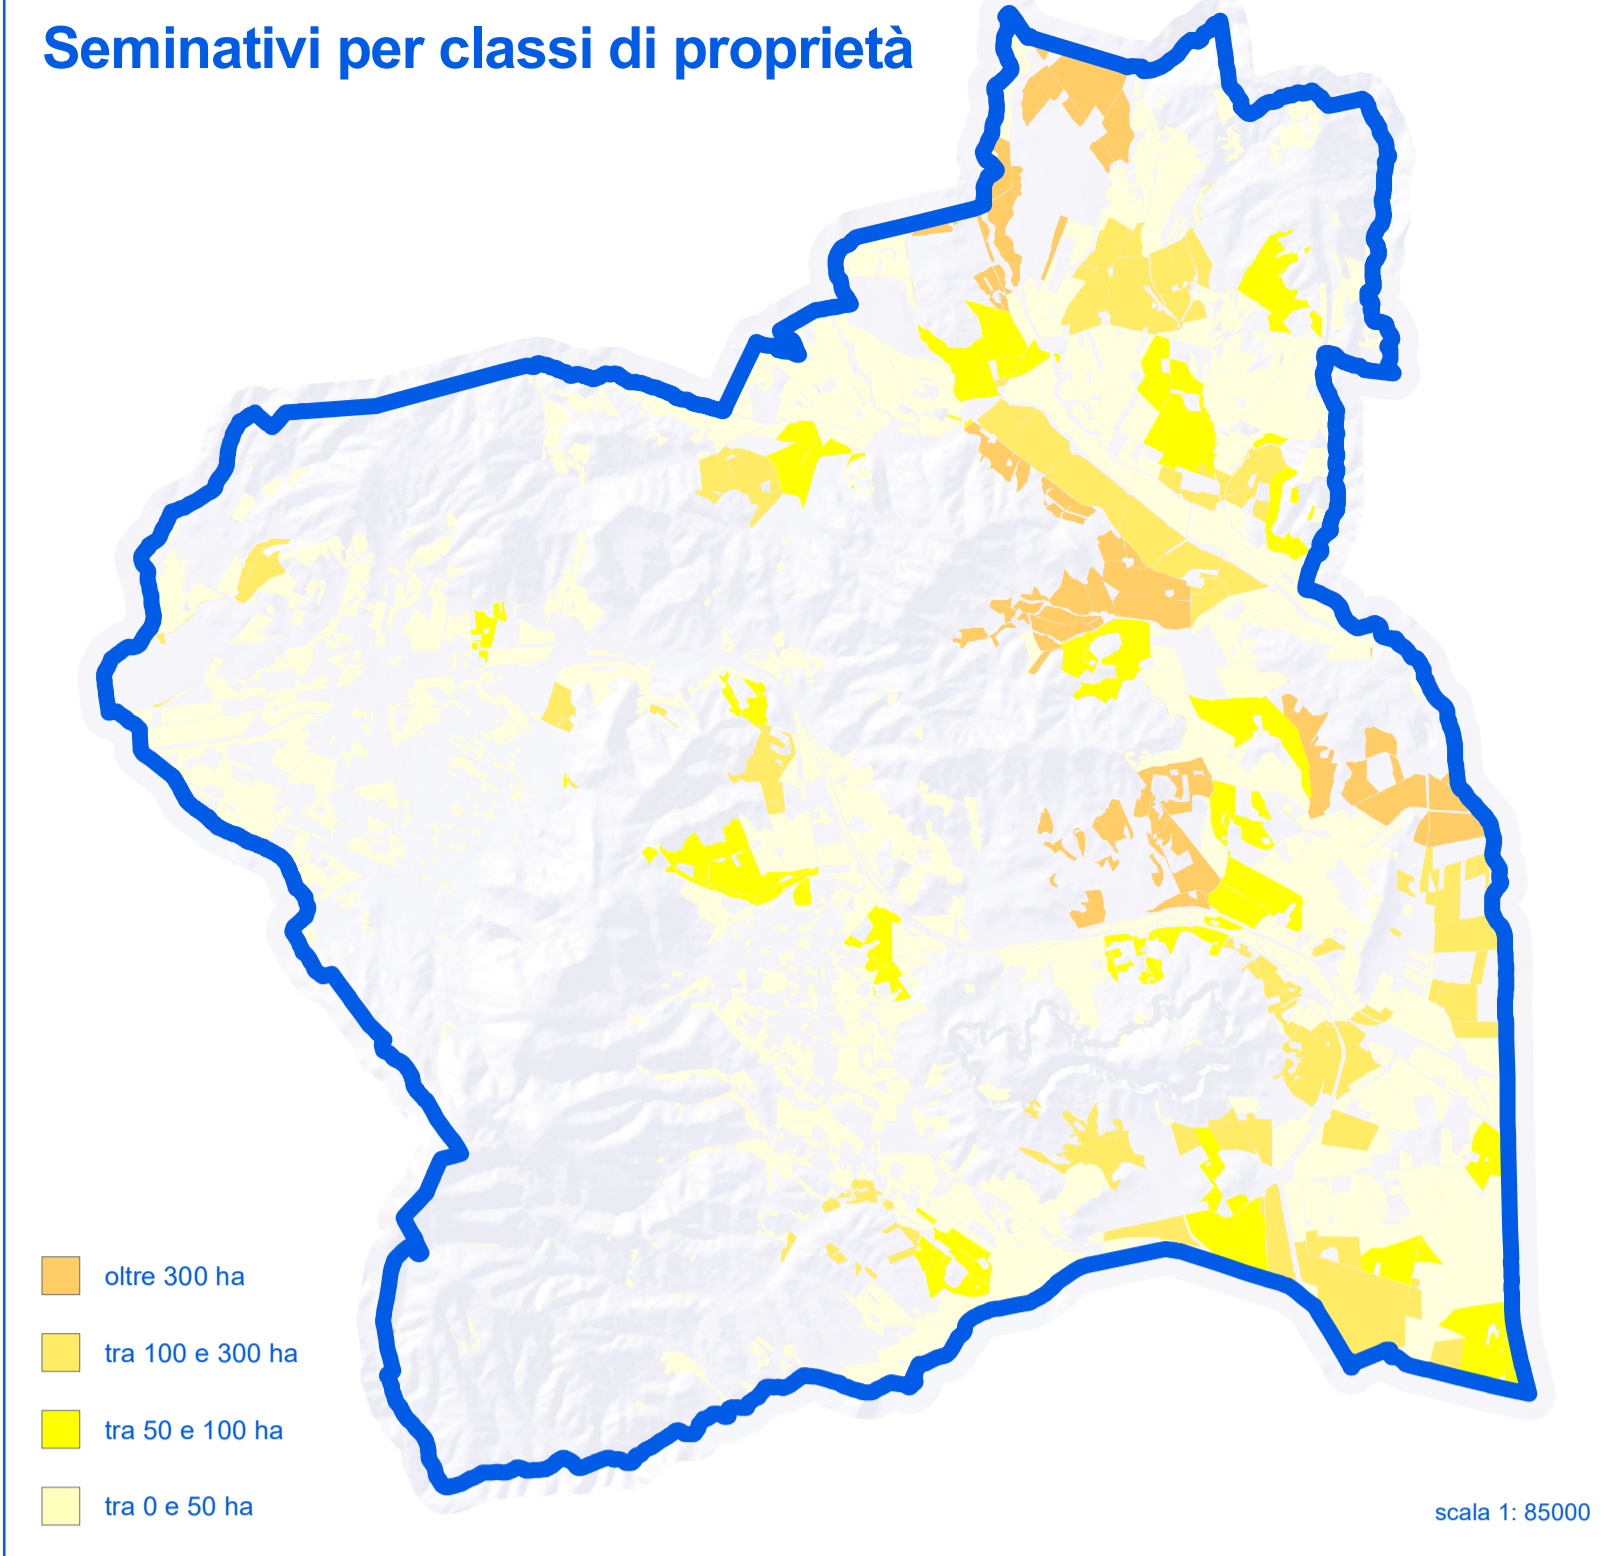 Seminativi per classi di proprietà
oltre 300 ha
tra 100 e 300 ha
tra 50 e 100 ha
tra 0 e 50 ha
scala 1: 85000